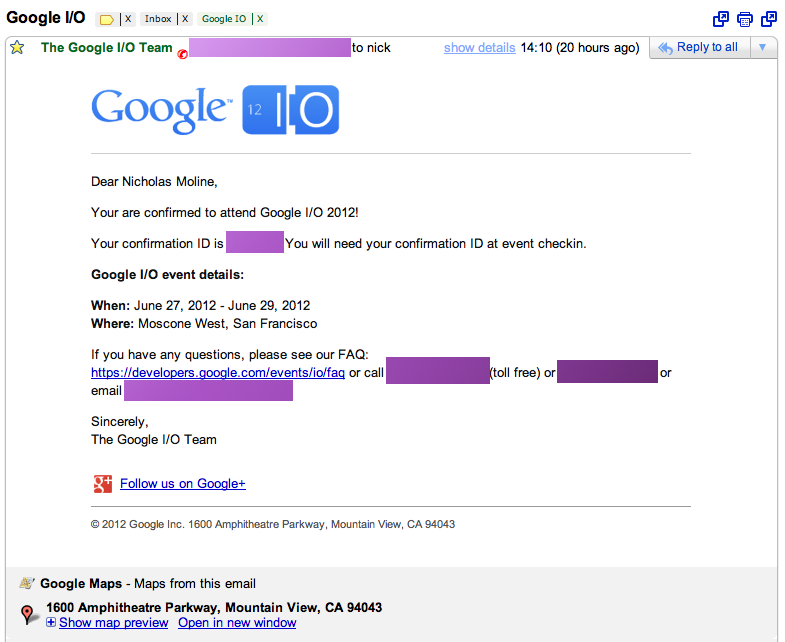 Google I/O X Inbox X Google IO X
The Google I/O Team to nick show details 14:10 (20 hours ago) Reply to all
Google™ 12 IO
Dear Nicholas Moline,
Your are confirmed to attend Google I/O 2012!
Your confirmation ID is You will need your confirmation ID at event checkin.
Google I/O event details:
When: June 27, 2012 - June 29, 2012
Where: Moscone West, San Francisco
If you have any questions, please see our FAQ:
https://developers.google.com/events/io/faq or call (toll free) or or
email
Sincerely,
The Google I/O Team
g+ Follow us on Google+
© 2012 Google Inc. 1600 Amphitheatre Parkway, Mountain View, CA 94043
Google Maps - Maps from this email
1600 Amphitheatre Parkway, Mountain View, CA 94043
Show map preview Open in new window